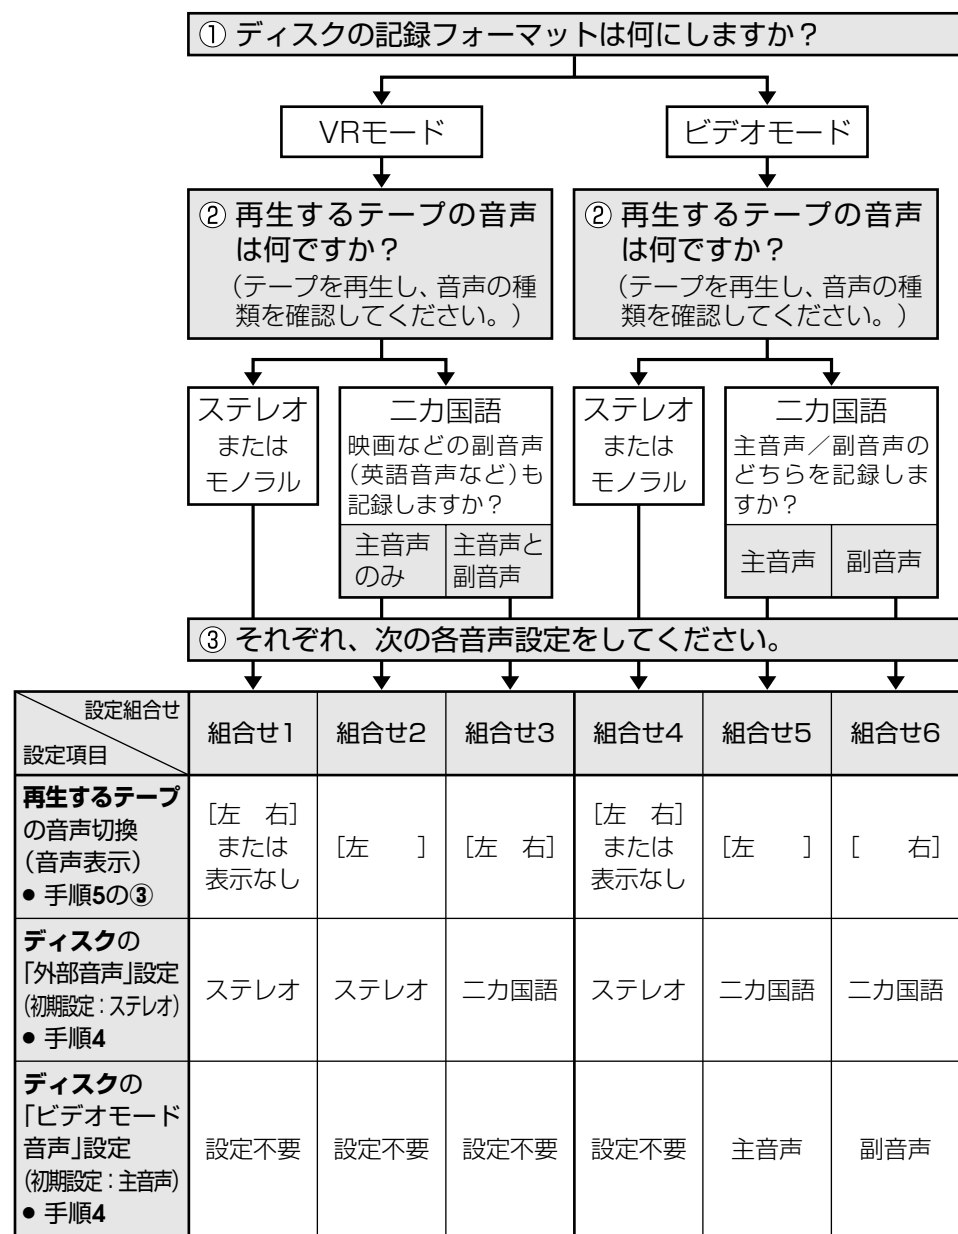 ① ディスクの記録フォーマットは何にしますか？
VRモード
ビデオモード
② 再生するテープの音声
は何ですか？
（テープを再生し、音声の種
類を確認してください。）
② 再生するテープの音声
は何ですか？
（テープを再生し、音声の種
類を確認してください。）
ステレオ
または
モノラル
二カ国語
映画などの副音声
（英語音声など）も
記録しますか？
主音声
のみ
主音声と
副音声
ステレオ
または
モノラル
二カ国語
主音声／副音声の
どちらを記録しま
すか？
主音声
副音声
③ それぞれ、次の各音声設定をしてください。
設定組合せ
設定項目
組合せ1
組合せ2
組合せ3
組合せ4
組合せ5
組合せ6
再生するテープ
の音声切換
（音声表示）
● 手順5の③
［左　右］
または
表示なし
［左　　］
［左　右］
［左　右］
または
表示なし
［左　　］
［　　右］
ディスクの
「外部音声」設定
（初期設定：ステレオ）
● 手順4
ステレオ
ステレオ
二カ国語
ステレオ
二カ国語
二カ国語
ディスクの
「ビデオモード
音声」設定
（初期設定：主音声）
● 手順4
設定不要
設定不要
設定不要
設定不要
主音声
副音声